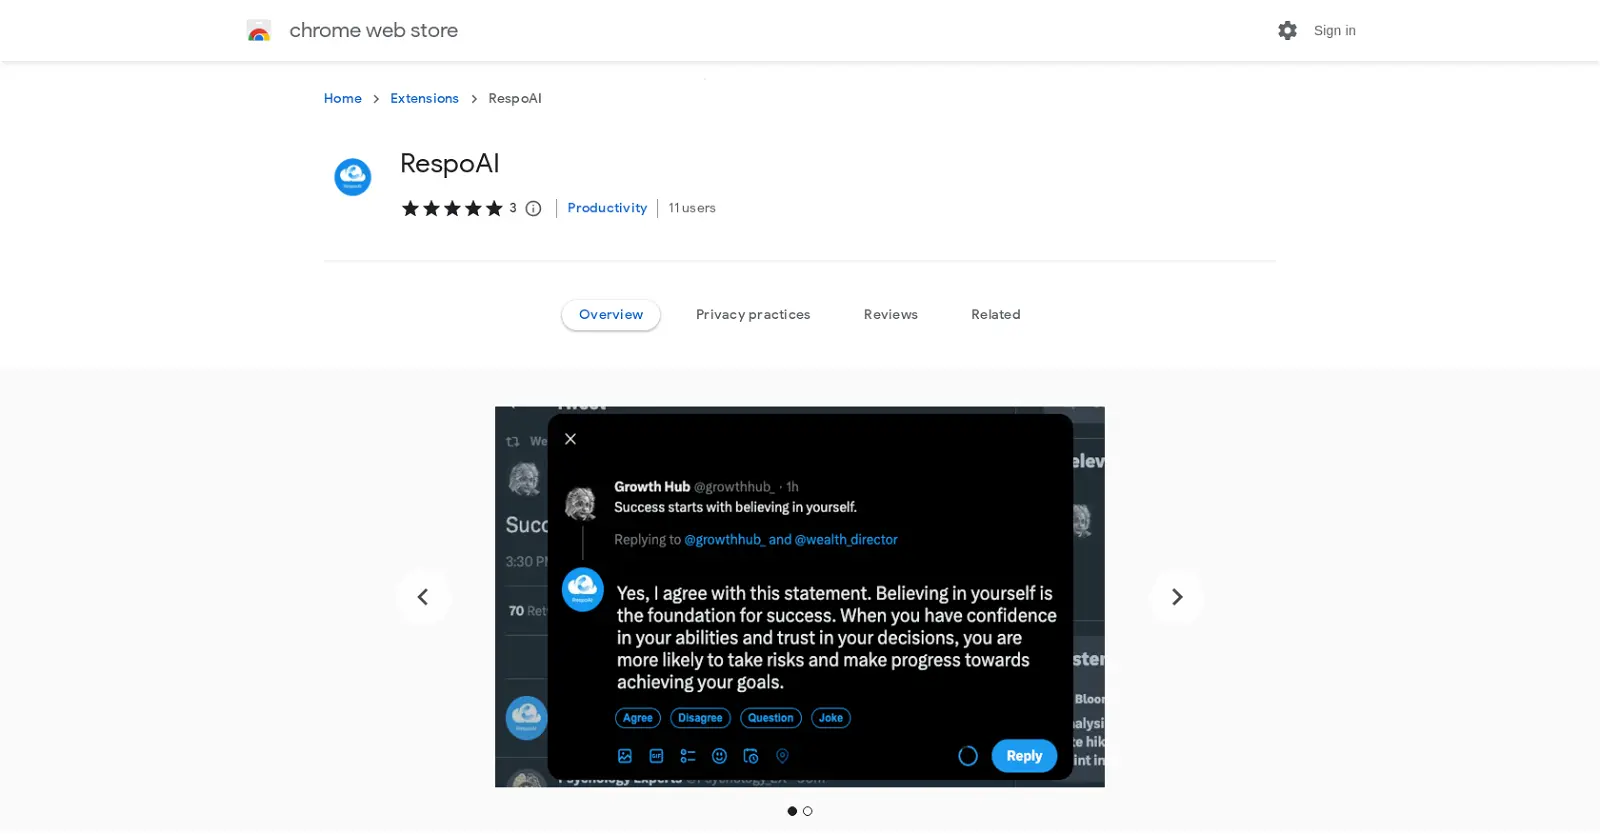 chrome web store
Sign in
Home > Extensions > RespoAI
RespoAI
3 | Productivity | 11 users
Overview
Privacy practices
Reviews
Related
Growth Hub @growthhub_ · 1h
Success starts with believing in yourself.
Replying to @growthhub_ and @wealth_director
Yes, I agree with this statement. Believing in yourself is
the foundation for success. When you have confidence
in your abilities and trust in your decisions, you are
more likely to take risks and make progress towards
achieving your goals.
Agree
Disagree
Question
Joke
GIF
Reply
We
Succ
3:30 PM
70 Ret
RespoAI
elev
ster
Bloor
alysi
e hik
int in